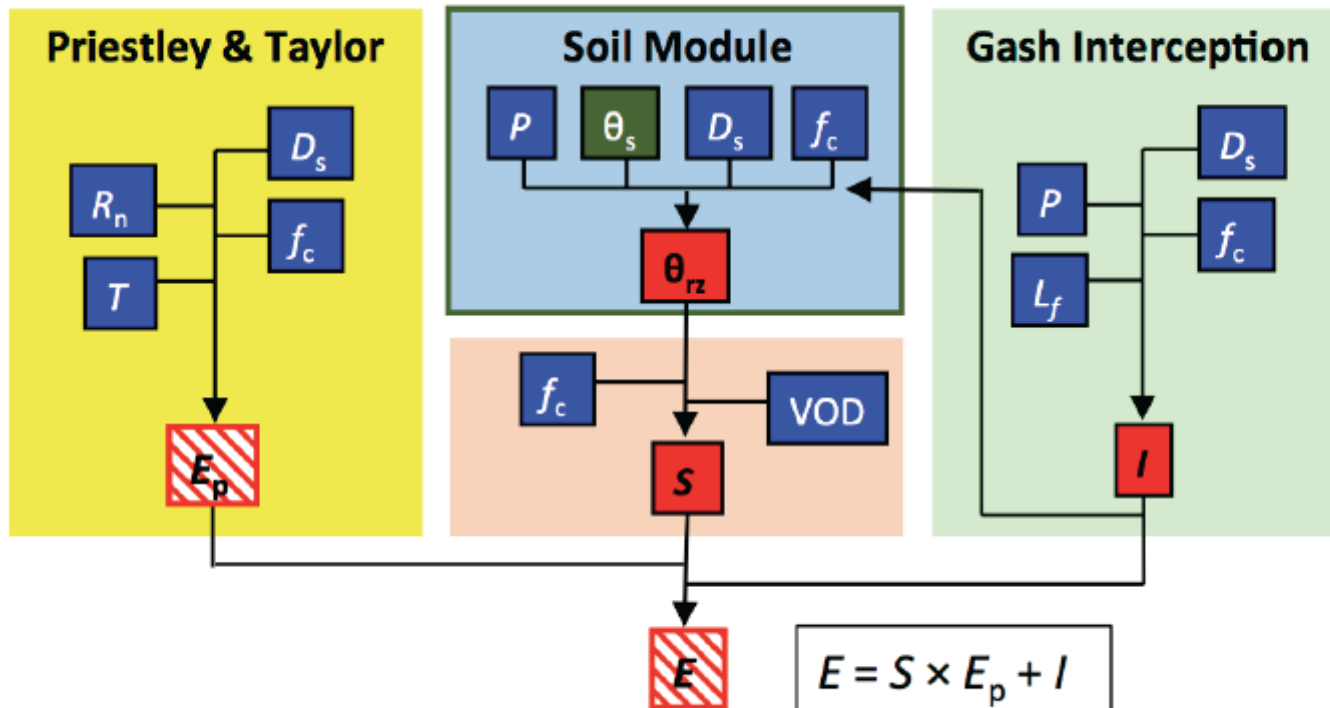 Priestley & Taylor
Soil Module
Gash Interception
P
θs
Ds
fc
Ds
Rn
fc
T
Ep
θrz
fc
VOD
S
Ds
P
fc
Lf
I
E
E = S × Ep + I